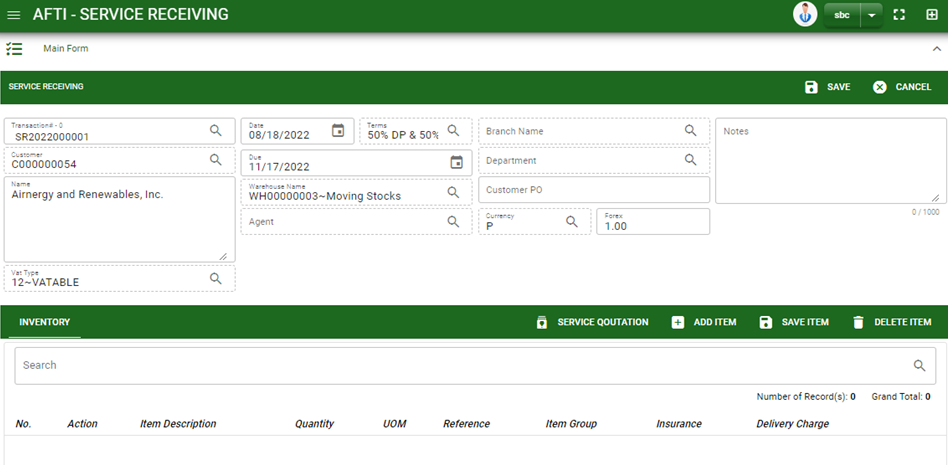 AFTI - SERVICE RECEIVING
sbc
Main Form
SERVICE RECEIVING
SAVE
CANCEL
Transaction# - 0
SR2022000001
Customer
C000000054
Name
Airnergy and Renewables, Inc.
Vat Type
12~VATABLE
Date
08/18/2022
Terms
50% DP & 50%
Due
11/17/2022
Warehouse Name
WH00000003~Moving Stocks
Agent
Branch Name
Department
Customer PO
Currency
P
Forex
1.00
Notes
0 / 1000
INVENTORY
SERVICE QOUTATION
ADD ITEM
SAVE ITEM
DELETE ITEM
Search
Number of Record(s): 0 Grand Total: 0
No. Action Item Description Quantity UOM Reference Item Group Insurance Delivery Charge